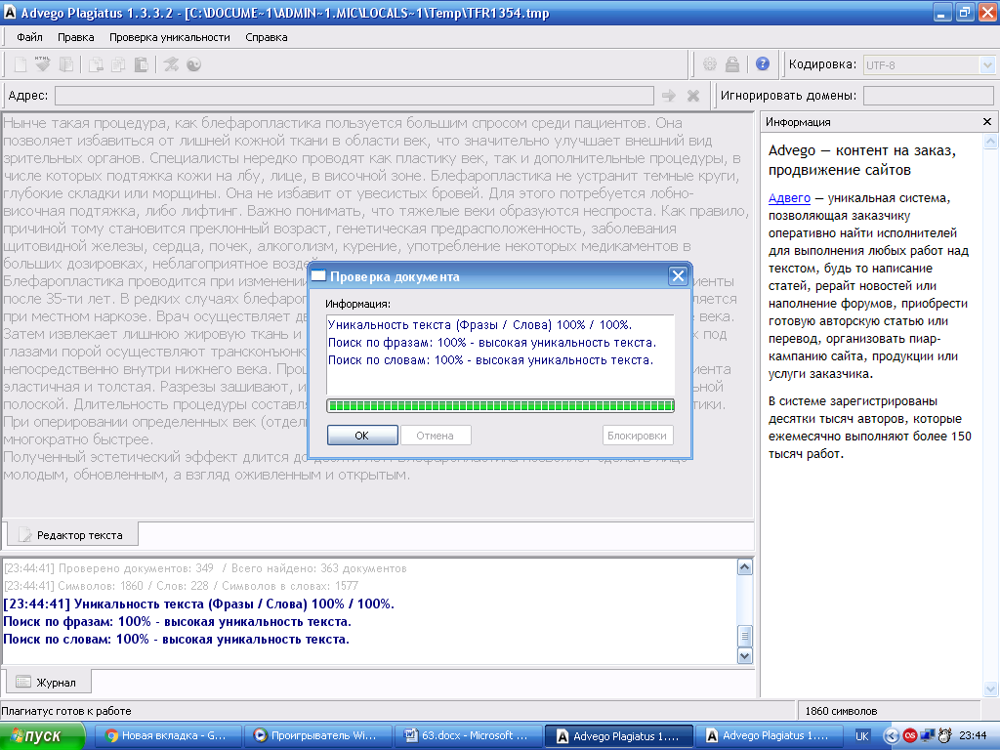 Advego Plagiatus 1.3.3.2 - [C:\DOCUME~1\ADMIN~1.MIC\LOCALS~1\Temp\TFR1354.tmp
Файл Правка Проверка уникальности Справка
Кодировка: UTF-8
Адрес: Игнорировать домены:
Нынче такая процедура, как блефаропластика пользуется большим спросом среди пациентов. Она
позволяет избавиться от лишней кожной ткани в области век, что значительно улучшает внешний вид
зрительных органов. Специалисты нередко проводят как пластику век, так и дополнительные процедуры, в
числе которых подтяжка кожи на лбу, лице, в височной зоне. Блефаропластика не устранит темные круги,
глубокие складки или морщины. Она не избавит от увесистых бровей. Для этого потребуется лобно-
височная подтяжка, либо лифтинг. Важно понимать, что тяжелые веки образуются неспроста. Как правило,
причиной тому становится преклонный возраст, генетическая предрасположенность, заболевания
щитовидной железы, сердца, почек, алкоголизм, курение, употребление некоторых медикаментов в
больших дозировках, неблагоприятное
Блефаропластика проводится при
после 35-ти лет. В редких случаях
при местном наркозе. Врач осуществляет века.
Затем извлекает лишнюю жировую ткань и под
глазами порой осуществляют
непосредственно внутри нижнего века.
эластичная и толстая. Разрезы зашивают,
полоской. Длительность процедуры
При оперировании определенных век
многократно быстрее.
Полученный эстетический эффект длится до
молодым, обновленным, а взгляд оживленным и открытым.
Проверка документа
Информация:
Уникальность текста (Фразы / Слова) 100% / 100%.
Поиск по фразам: 100% - высокая уникальность текста.
Поиск по словам: 100% - высокая уникальность текста.
OK Отмена Блокировки
Информация
Advego — контент на заказ,
продвижение сайтов
Адвего — уникальная система,
позволяющая заказчику
оперативно найти исполнителей
для выполнения любых работ над
текстом, будь то написание
статей, рерайт новостей или
наполнение форумов, приобрести
готовую авторскую статью или
перевод, организовать пиар-
кампанию сайта, продукции или
услуги заказчика.
В системе зарегистрированы
десятки тысяч авторов, которые
ежемесячно выполняют более 150
тысяч работ.
Редактор текста
[23:44:41] Проверено документов: 349 / Всего найдено: 363 документов
[23:44:41] Символов: 1860 / Слов: 228 / Символов в словах: 1577
[23:44:41] Уникальность текста (Фразы / Слова) 100% / 100%.
Поиск по фразам: 100% - высокая уникальность текста.
Поиск по словам: 100% - высокая уникальность текста.
Журнал
Плагиатус готов к работе 1860 символов
пуск Новая вкладка - G... Проигрыватель Wi... 63.docx - Microsoft ... Advego Plagiatus 1.... Advego Plagiatus 1.... UK 23:44